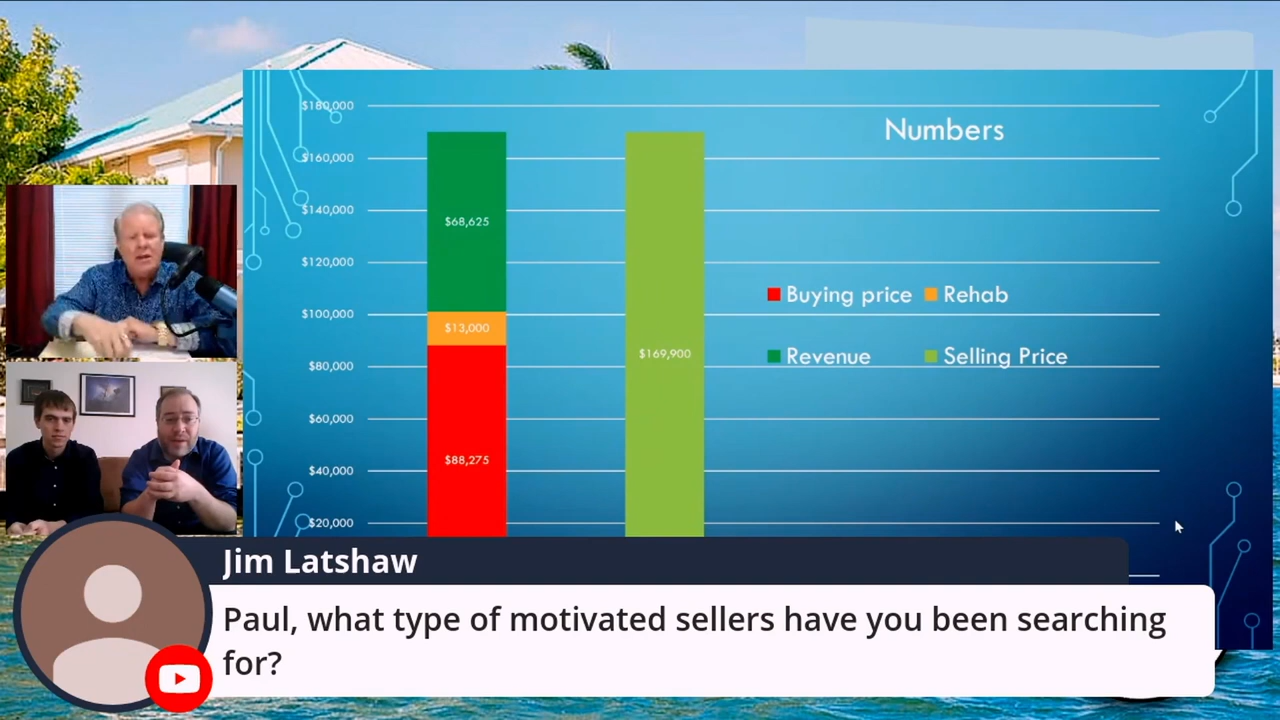 $180,000
Numbers
$160,000
$140,000
$68,625
$120,000
Buying price
Rehab
$100,000
$13,000
$169,900
Revenue
Selling Price
$80,000
$60,000
$88,275
$40,000
$20,000
Jim Latshaw
Paul, what type of motivated sellers have you been searching
for?